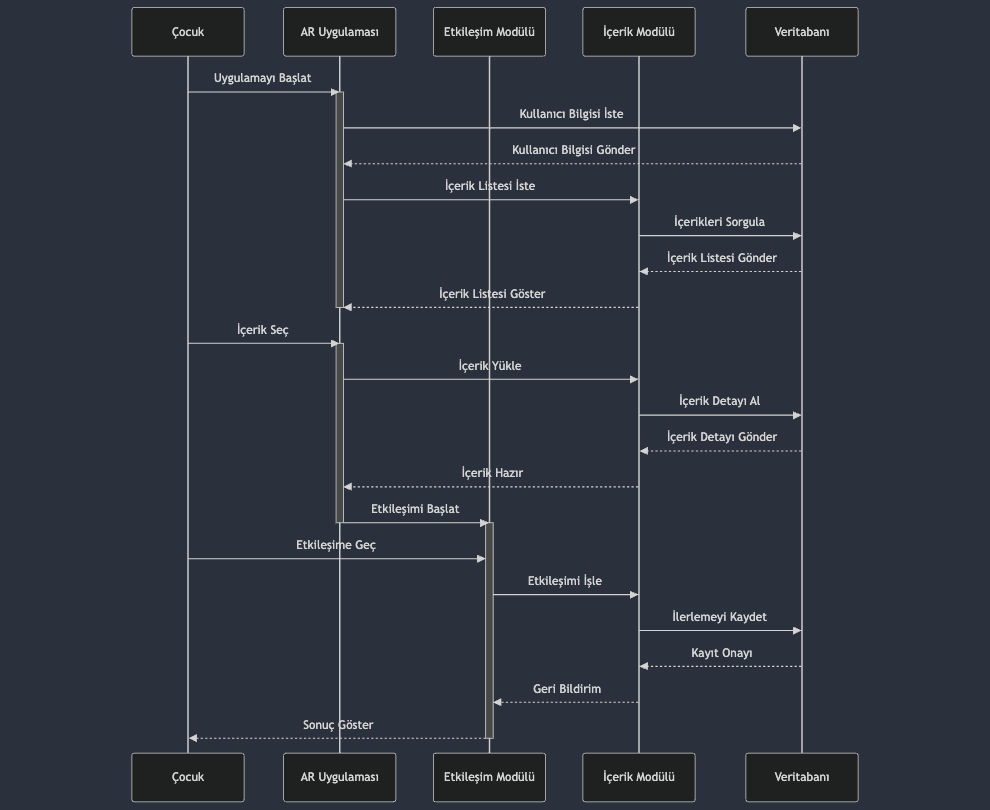 Çocuk
AR Uygulaması
Etkileşim Modülü
İçerik Modülü
Veritabanı
Uygulamayı Başlat
Kullanıcı Bilgisi İste
Kullanıcı Bilgisi Gönder
İçerik Listesi İste
İçerikleri Sorgula
İçerik Listesi Gönder
İçerik Listesi Göster
İçerik Seç
İçerik Yükle
İçerik Detayı Al
İçerik Detayı Gönder
İçerik Hazır
Etkileşimi Başlat
Etkileşime Geç
Etkileşimi İşle
İlerlemeyi Kaydet
Kayıt Onayı
Geri Bildirim
Sonuç Göster
Çocuk
AR Uygulaması
Etkileşim Modülü
İçerik Modülü
Veritabanı